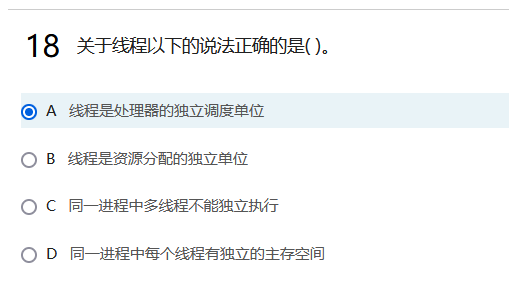 18 关于线程以下的说法正确的是( )。
A 线程是处理器的独立调度单位
B 线程是资源分配的独立单位
C 同一进程中多线程不能独立执行
D 同一进程中每个线程有独立的主存空间